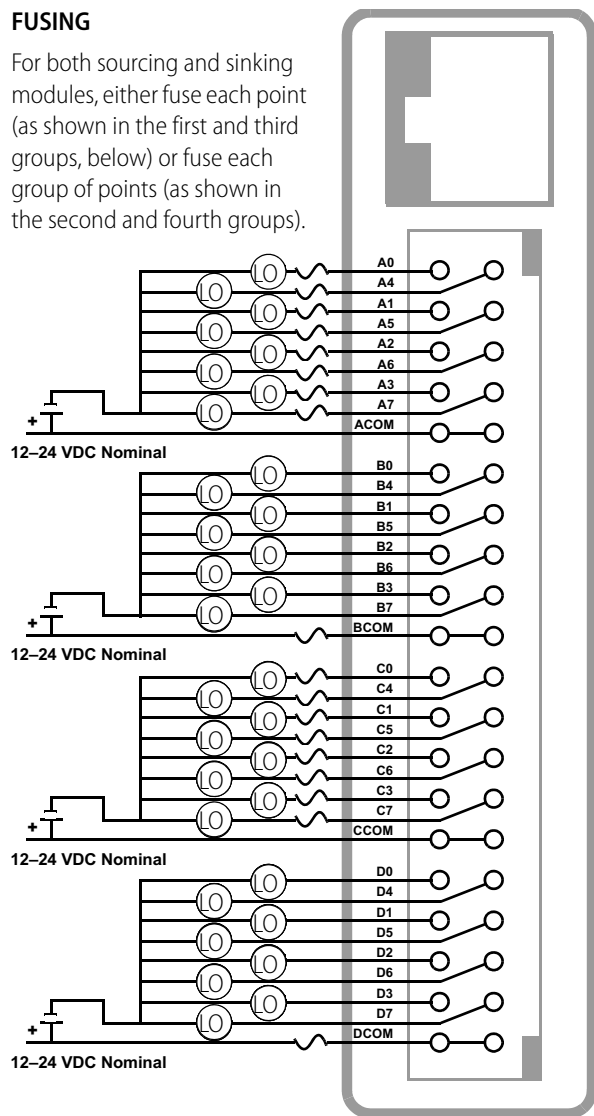 FUSING
For both sourcing and sinking
modules, either fuse each point
(as shown in the first and third
groups, below) or fuse each
group of points (as shown in
the second and fourth groups).
LO A0
LO A4
LO A1
LO A5
LO A2
LO A6
LO A3
LO A7
+ ACOM
12–24 VDC Nominal
LO B0
LO B4
LO B1
LO B5
LO B2
LO B6
LO B3
LO B7
+ BCOM
12–24 VDC Nominal
LO C0
LO C4
LO C1
LO C5
LO C2
LO C6
LO C3
LO C7
+ CCOM
12–24 VDC Nominal
LO D0
LO D4
LO D1
LO D5
LO D2
LO D6
LO D3
LO D7
+ DCOM
12–24 VDC Nominal